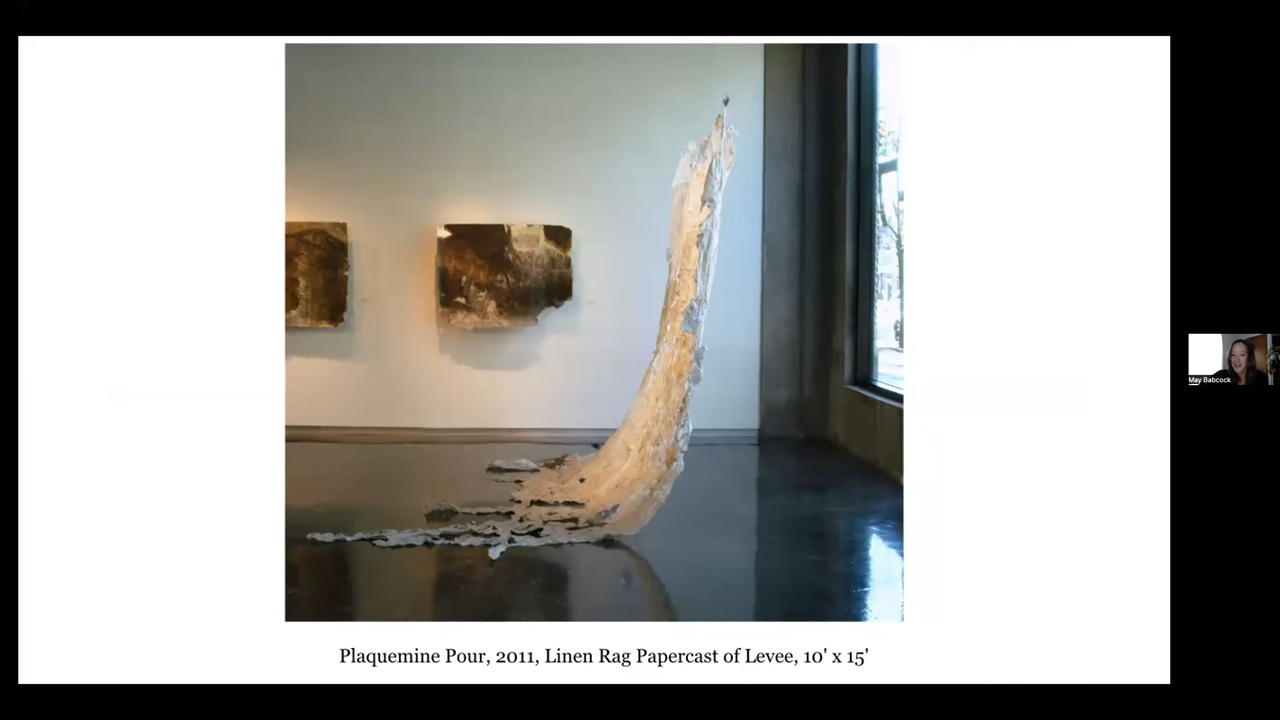 Plaquemine Pour, 2011, Linen Rag Papercast of Levee, 10' x 15'
May Babcock